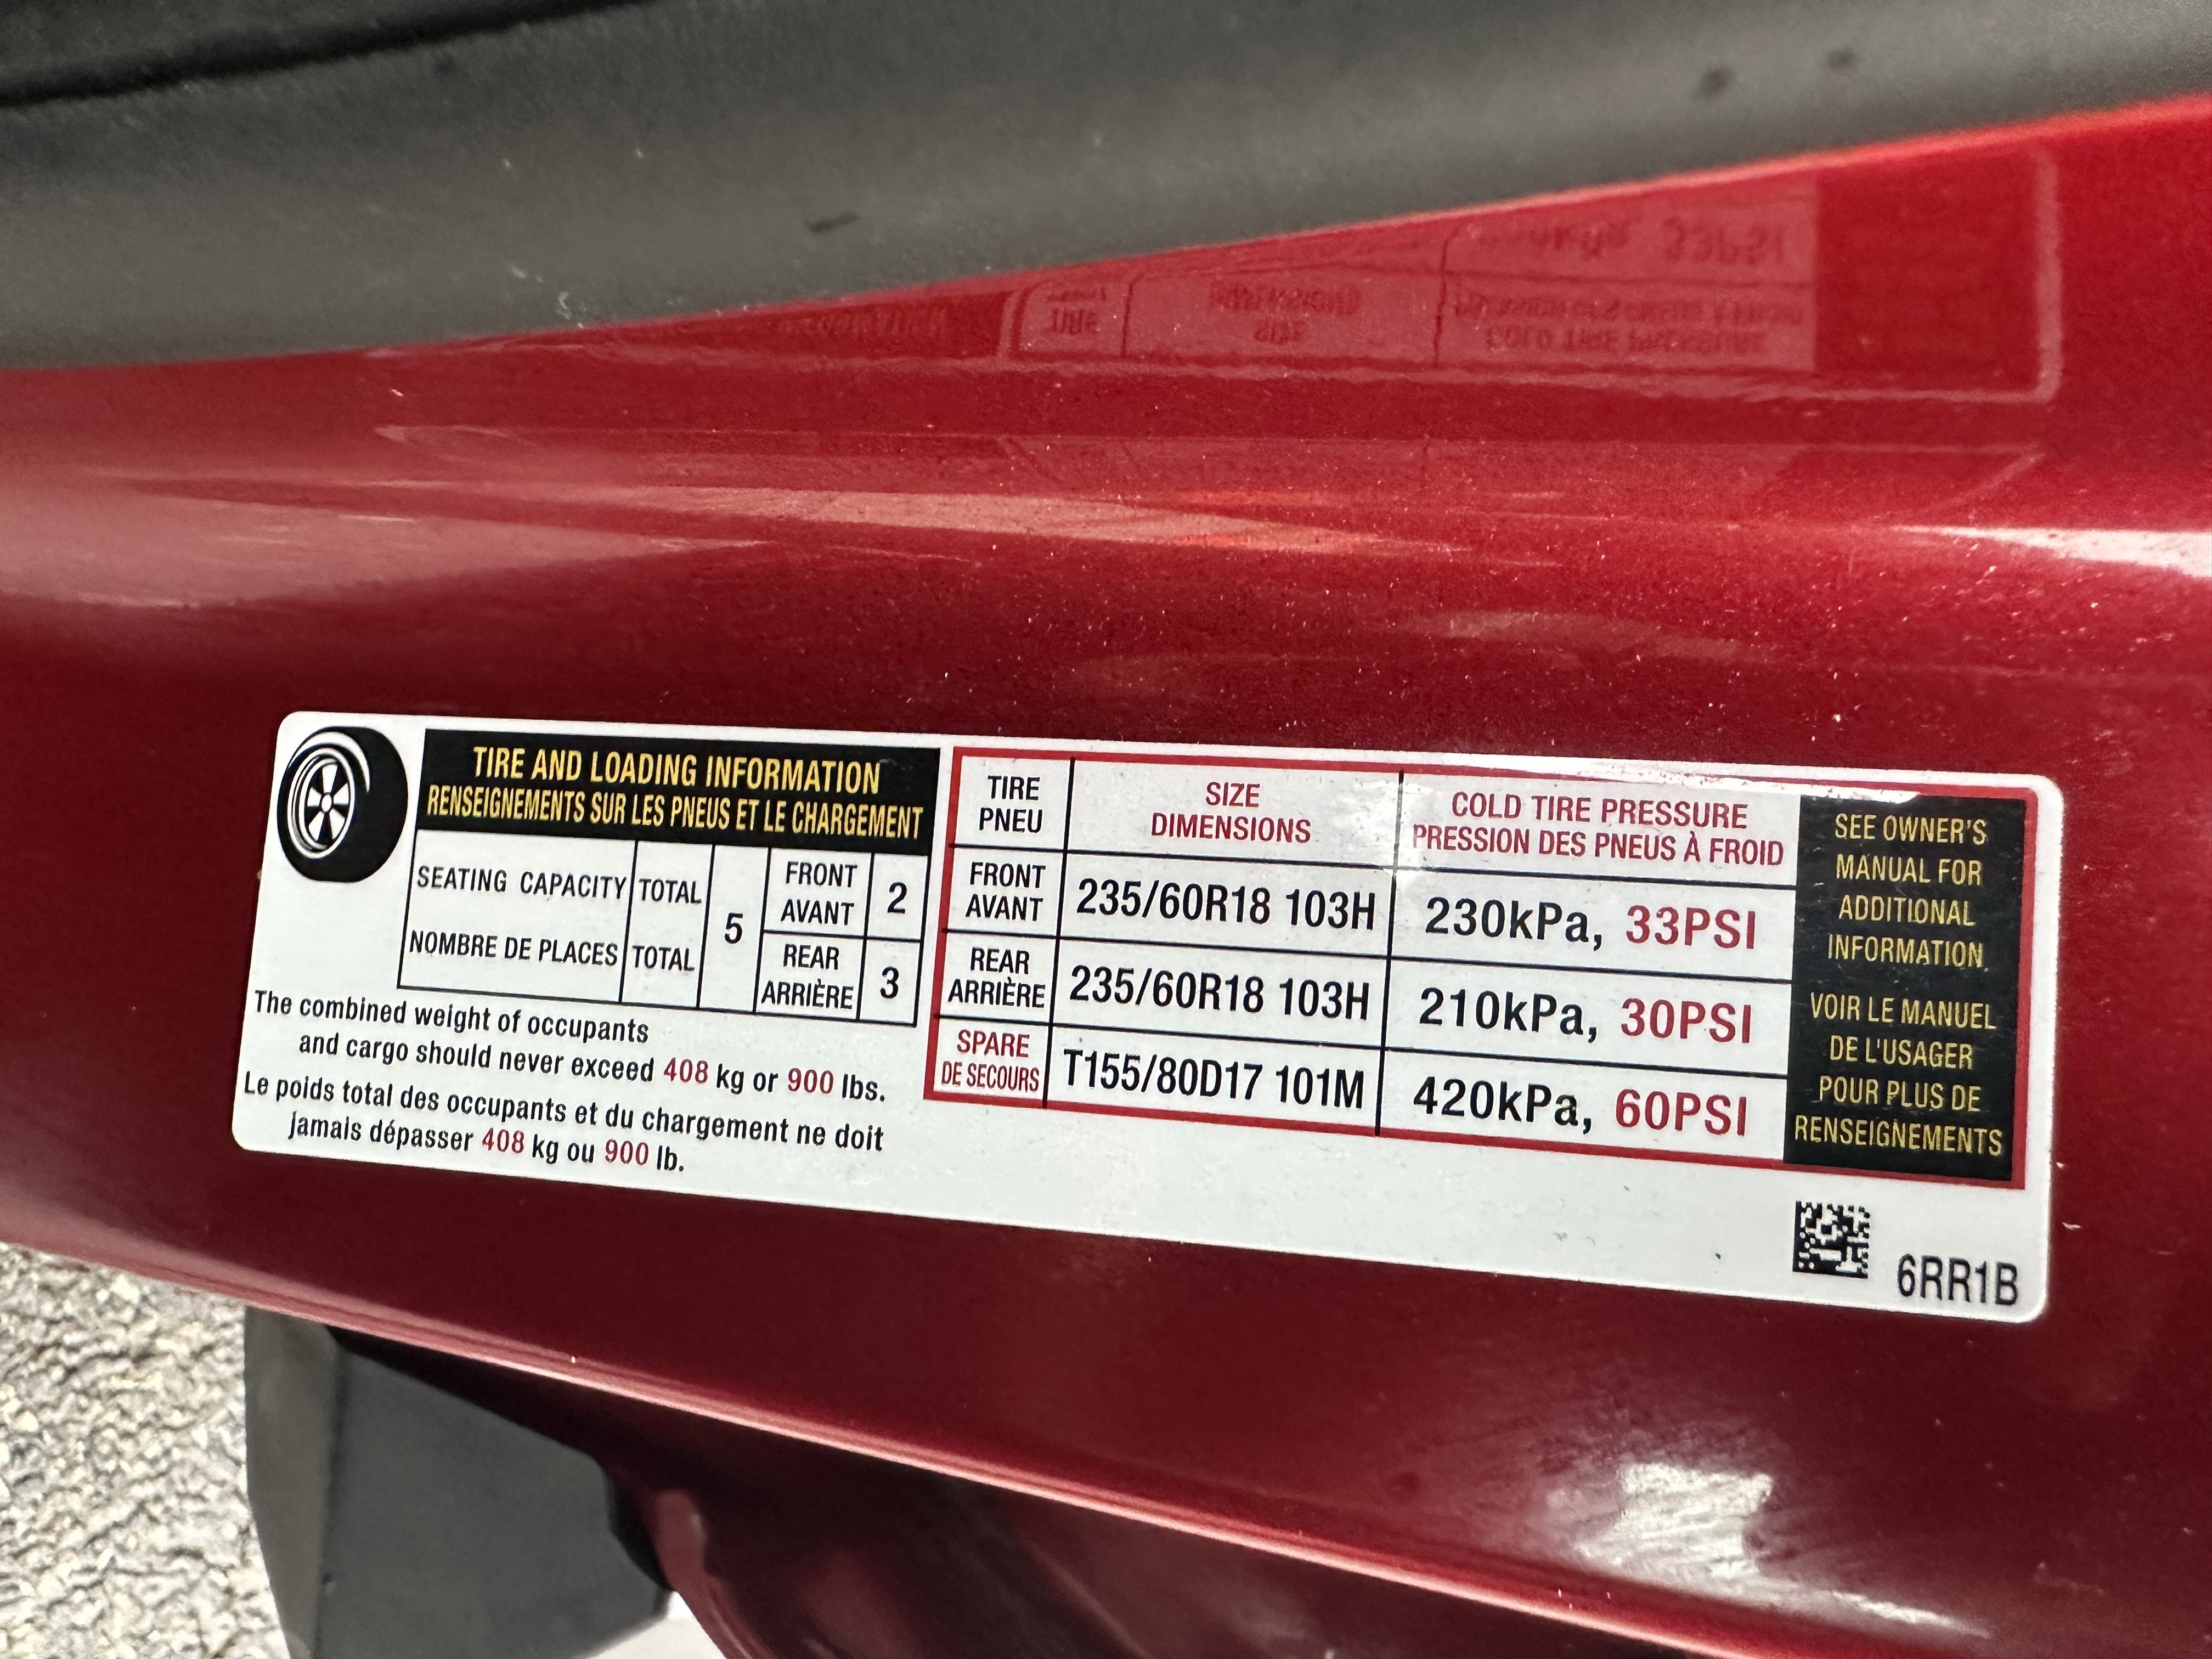 TIRE AND LOADING INFORMATION
RENSEIGNEMENTS SUR LES PNEUS ET LE CHARGEMENT
SEATING CAPACITY TOTAL 5 FRONT AVANT 2
NOMBRE DE PLACES TOTAL REAR ARRIÈRE 3
The combined weight of occupants
and cargo should never exceed 408 kg or 900 lbs.
Le poids total des occupants et du chargement ne doit
jamais dépasser 408 kg ou 900 lb.
TIRE PNEU SIZE DIMENSIONS COLD TIRE PRESSURE PRESSION DES PNEUS À FROID
FRONT AVANT 235/60R18 103H 230kPa, 33PSI
REAR ARRIÈRE 235/60R18 103H 210kPa, 30PSI
SPARE DE SECOURS T155/80D17 101M 420kPa, 60PSI
SEE OWNER'S
MANUAL FOR
ADDITIONAL
INFORMATION.
VOIR LE MANUEL
DE L'USAGER
POUR PLUS DE
RENSEIGNEMENTS
6RR1B